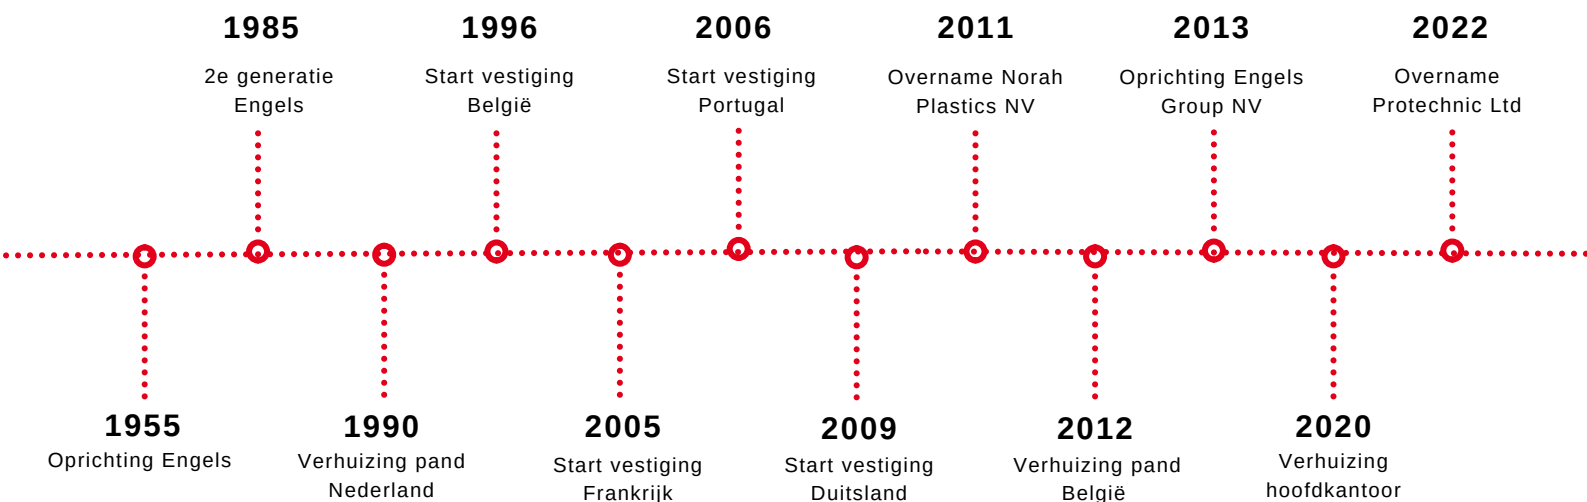 1985
2e generatie
Engels
1996
Start vestiging
België
2006
Start vestiging
Portugal
2011
Overname Norah
Plastics NV
2013
Oprichting Engels
Group NV
2022
Overname
Protechnic Ltd
1955
Oprichting Engels
1990
Verhuizing pand
Nederland
2005
Start vestiging
Frankrijk
2009
Start vestiging
Duitsland
2012
Verhuizing pand
België
2020
Verhuizing
hoofdkantoor